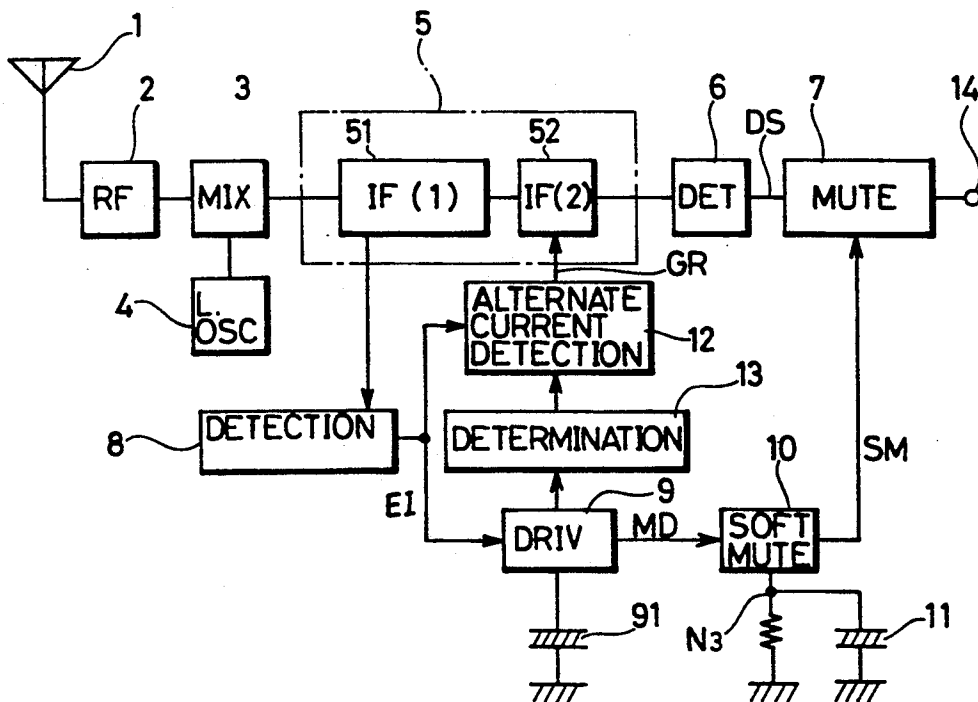 1
2
3
5
6
7
14
51
52
DS
RF
MIX
IF (1)
IF(2)
DET
MUTE
GR
4
L.
OSC
ALTERNATE
CURRENT
DETECTION
12
13
8
DETECTION
DETERMINATION
10
SM
EI
9
DRIV
MD
SOFT
MUTE
91
N3
11